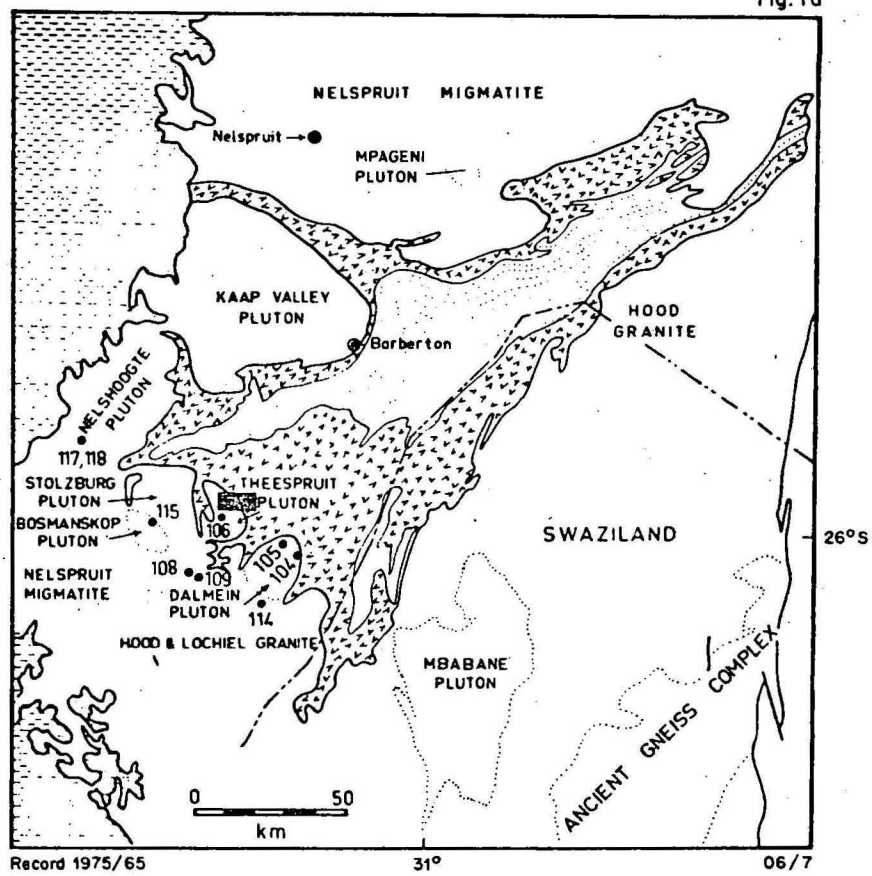 Fig. 1a
NELSPRUIT MIGMATITE
Nelspruit
MPAGENI
PLUTON
KAAP VALLEY
PLUTON
Barberton
HOOD
GRANITE
NELSHOOGTE
PLUTON
117,118
STOLZBURG
PLUTON
THEESPRUIT
PLUTON
BOSMANSKOP
PLUTON
115
106
SWAZILAND
26°S
105
104
108
109
NELSPRUIT
MIGMATITE
DALMEIN
PLUTON
114
HOOD & LOCHIEL GRANITE
MBABANE
PLUTON
ANCIENT GNEISS COMPLEX
0 50
km
Record 1975/65
31°
06/7